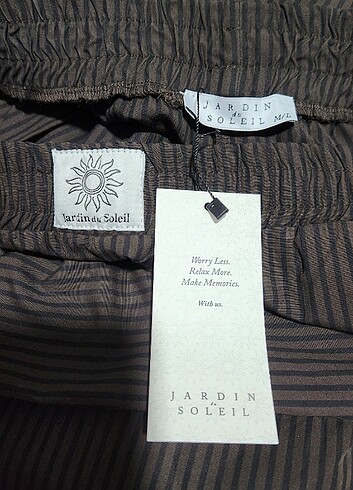 JARDIN
du
SOLEIL M/L
Jardin du Soleil
Worry Less.
Relax More.
Make Memories.
With us.
JARDIN
du
SOLEIL